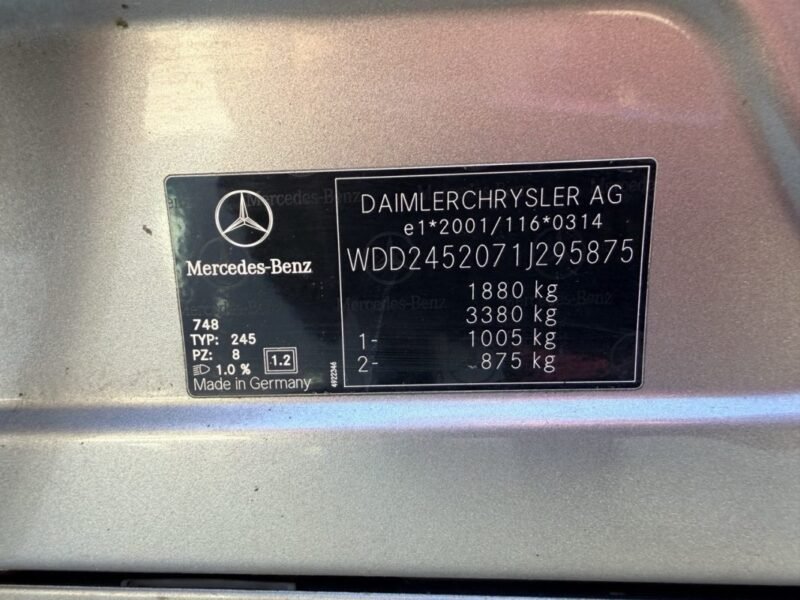 Mercedes-Benz
748
TYP: 245
PZ: 8
1.0 %
1.2
Made in Germany
4922346
DAIMLERCHRYSLER AG
e1*2001/116*0314
WDD2452071J295875
1880 kg
3380 kg
1- 1005 kg
2- 875 kg